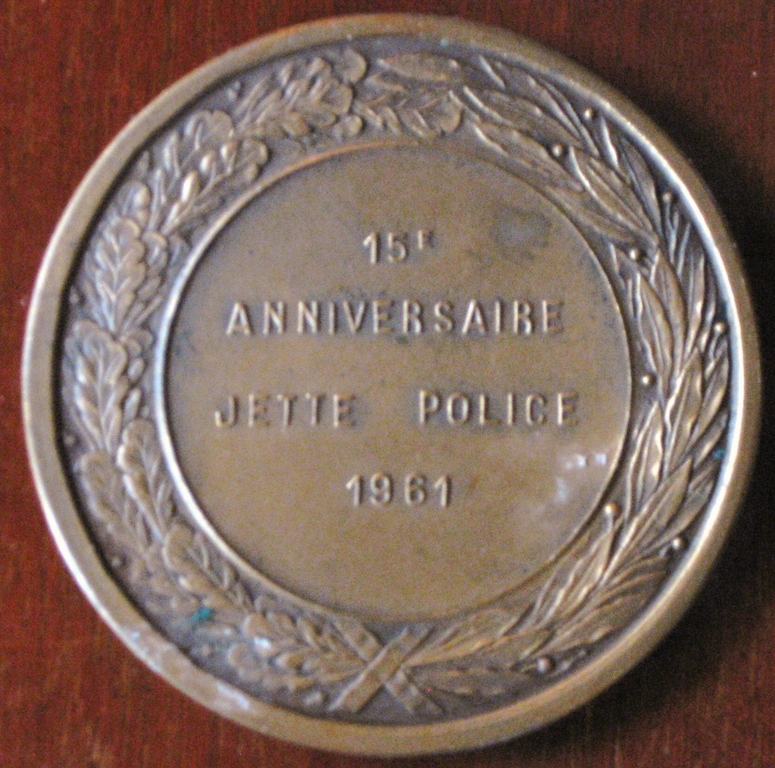 15E
ANNIVERSAIRE
JETTE POLICE
1961